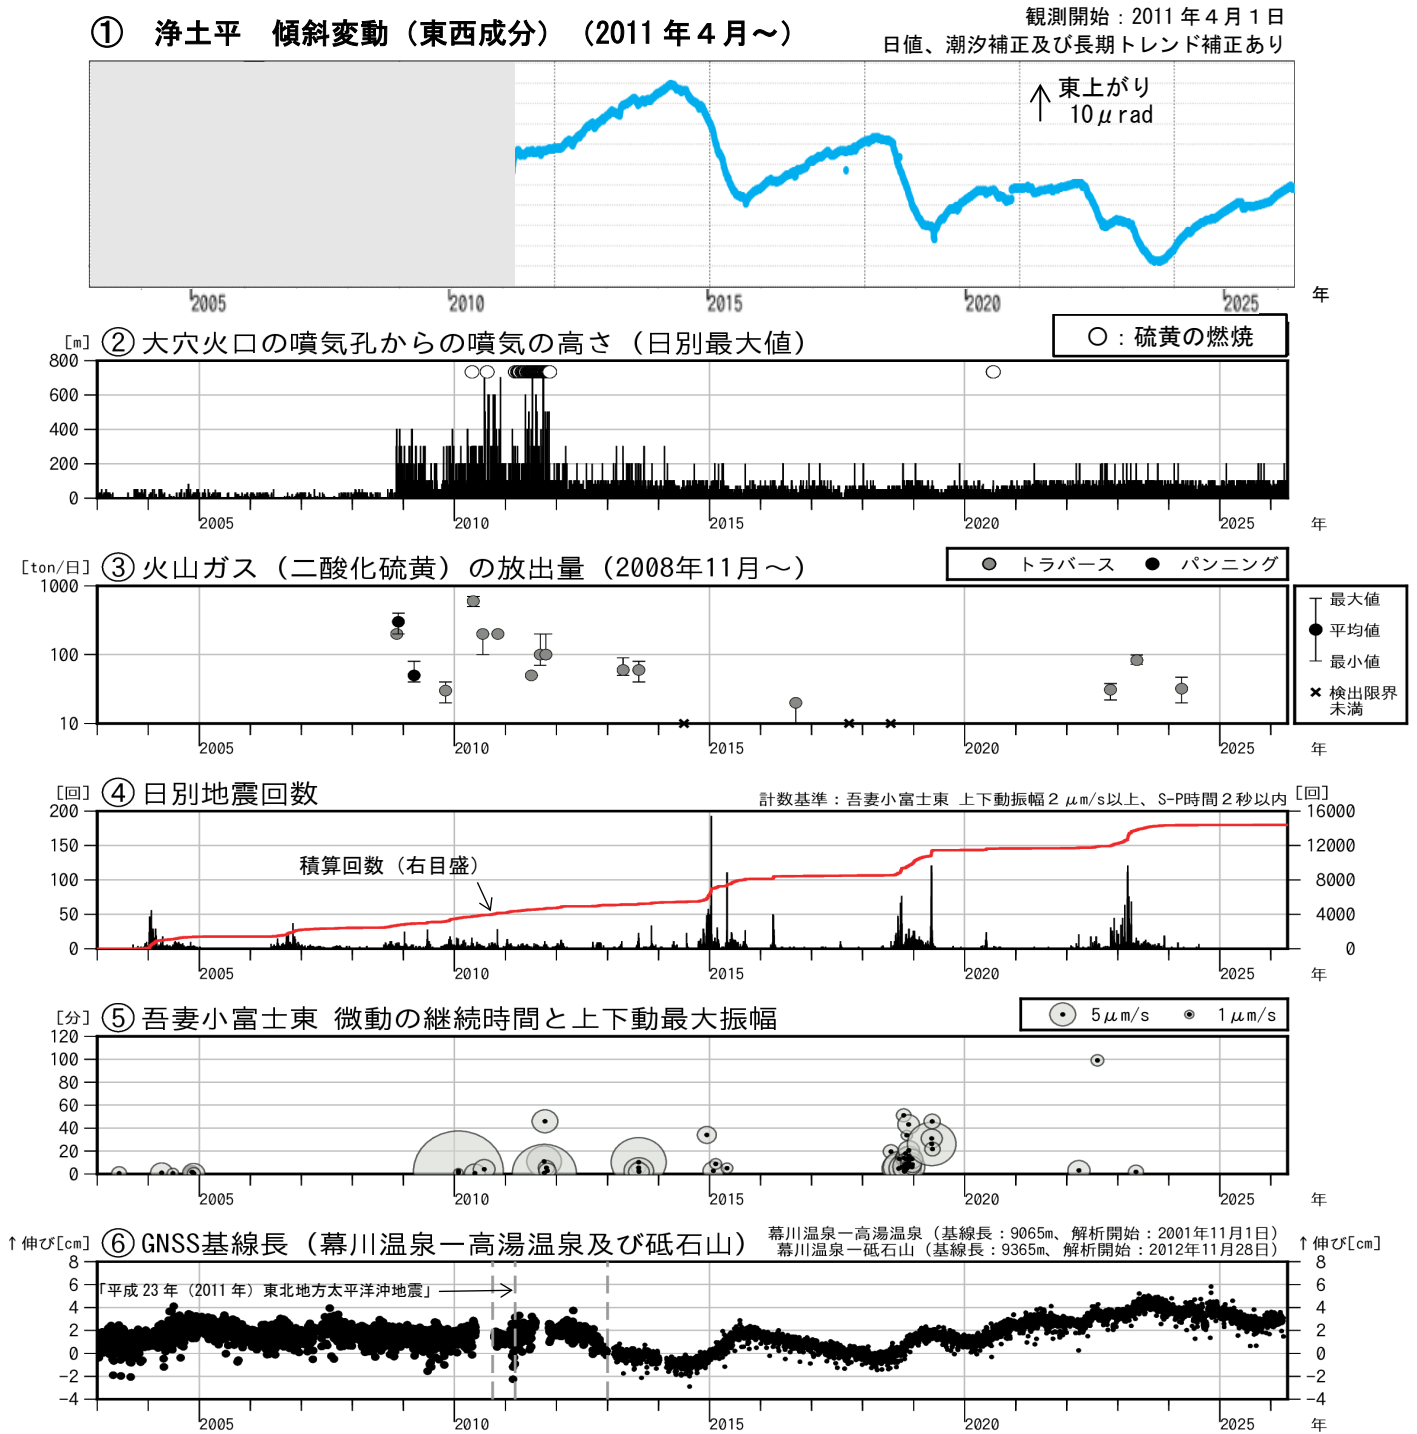 ① 浄土平 傾斜変動（東西成分）（2011年4月～）
観測開始：2011年4月1日
日値、潮汐補正及び長期トレンド補正あり
東上がり
10μrad
2005 2010 2015 2020 2025 年
[m] ②大穴火口の噴気孔からの噴気の高さ（日別最大値）
○：硫黄の燃焼
800
600
400
200
0
2005 2010 2015 2020 2025 年
[ton/日] ③火山ガス（二酸化硫黄）の放出量（2008年11月～）
トラバース パンニング
1000
100
10
最大値
平均値
最小値
検出限界
未満
2005 2010 2015 2020 2025 年
[回] ④日別地震回数
計数基準：吾妻小富士東 上下動振幅2μm/s以上、S-P時間2秒以内 [回]
200 16000
150 12000
積算回数（右目盛）
100 8000
50 4000
0 0
2005 2010 2015 2020 2025 年
[分] ⑤吾妻小富士東 微動の継続時間と上下動最大振幅
5μm/s 1μm/s
120
100
80
60
40
20
0
2005 2010 2015 2020 2025 年
↑伸び[cm] ⑥GNSS基線長（幕川温泉ー高湯温泉及び砥石山）
幕川温泉ー高湯温泉（基線長：9065m、解析開始：2001年11月1日）
幕川温泉ー砥石山（基線長：9365m、解析開始：2012年11月28日）
↑伸び[cm]
8 8
「平成23年（2011年）東北地方太平洋沖地震」
6 6
4 4
2 2
0 0
-2 -2
-4 -4
2005 2010 2015 2020 2025 年